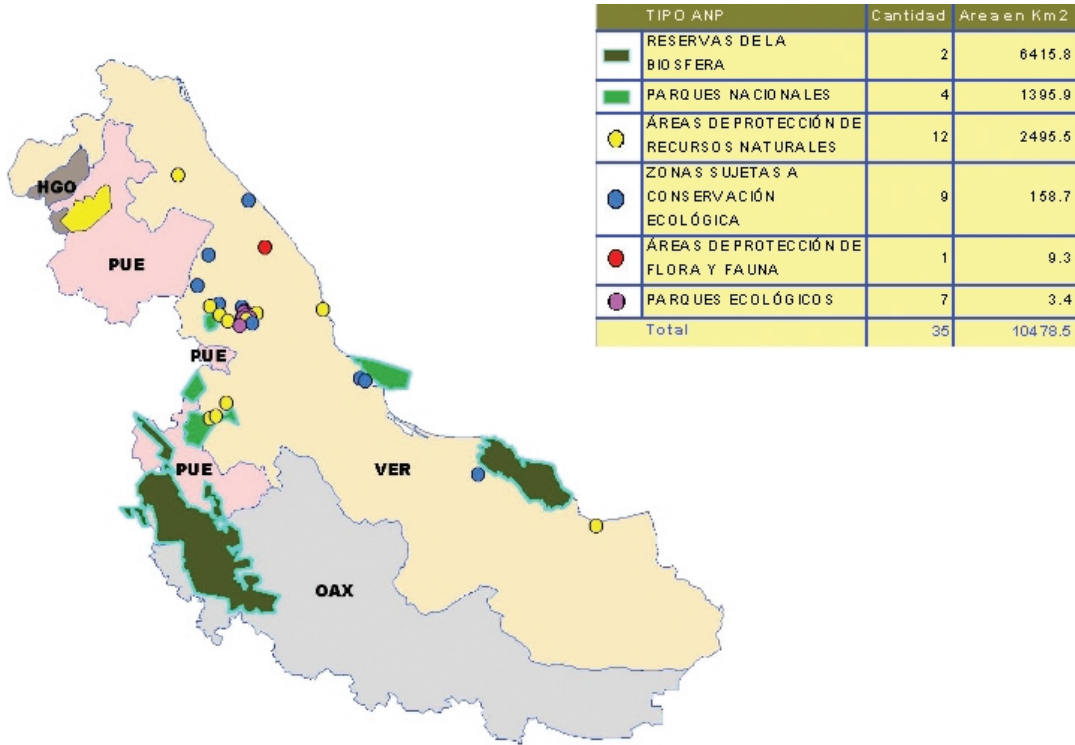 TIPO ANP Cantidad Area en Km2
RESERVAS DE LA
BIOSFERA 2 6415.8
PARQUES NACIONALES 4 1395.9
ÁREAS DE PROTECCIÓN DE
RECURSOS NATURALES 12 2495.5
ZONAS SUJETAS A
CONSERVACIÓN
ECOLÓGICA 9 158.7
ÁREAS DE PROTECCIÓN DE
FLORA Y FAUNA 1 9.3
PARQUES ECOLÓGICOS 7 3.4
Total 35 10478.5
HGO
PUE
PUE
PUE
VER
OAX